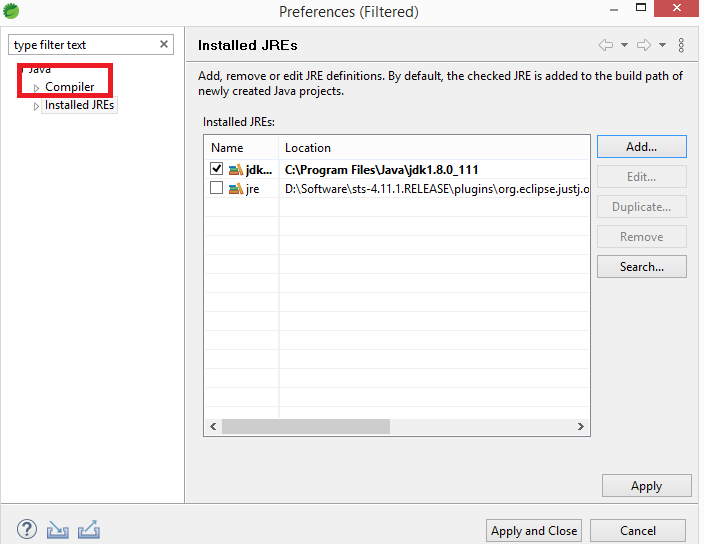 Preferences (Filtered)
type filter text
Java
Compiler
Installed JREs
Installed JREs
Add, remove or edit JRE definitions. By default, the checked JRE is added to the build path of
newly created Java projects.
Installed JREs:
Name Location
jdk... C:\Program Files\Java\jdk1.8.0_111
jre D:\Software\sts-4.11.1.RELEASE\plugins\org.eclipse.justj.o
Add...
Edit...
Duplicate...
Remove
Search...
Apply
Apply and Close
Cancel